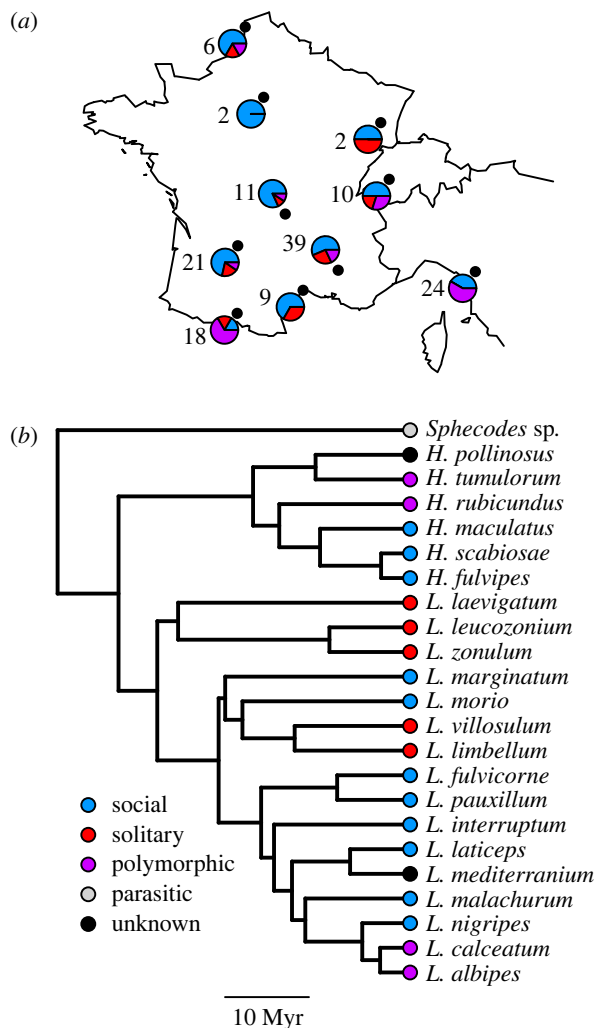 (a)
6
2
2
11
10
39
21
9
24
18
(b)
Sphecodes sp.
H. pollinosus
H. tumulorum
H. rubicundus
H. maculatus
H. scabiosae
H. fulvipes
L. laevigatum
L. leucozonium
L. zonulum
L. marginatum
L. morio
L. villosulum
L. limbellum
L. fulvicorne
L. pauxillum
L. interruptum
L. laticeps
L. mediterranium
L. malachurum
L. nigripes
L. calceatum
L. albipes
social
solitary
polymorphic
parasitic
unknown
10 Myr